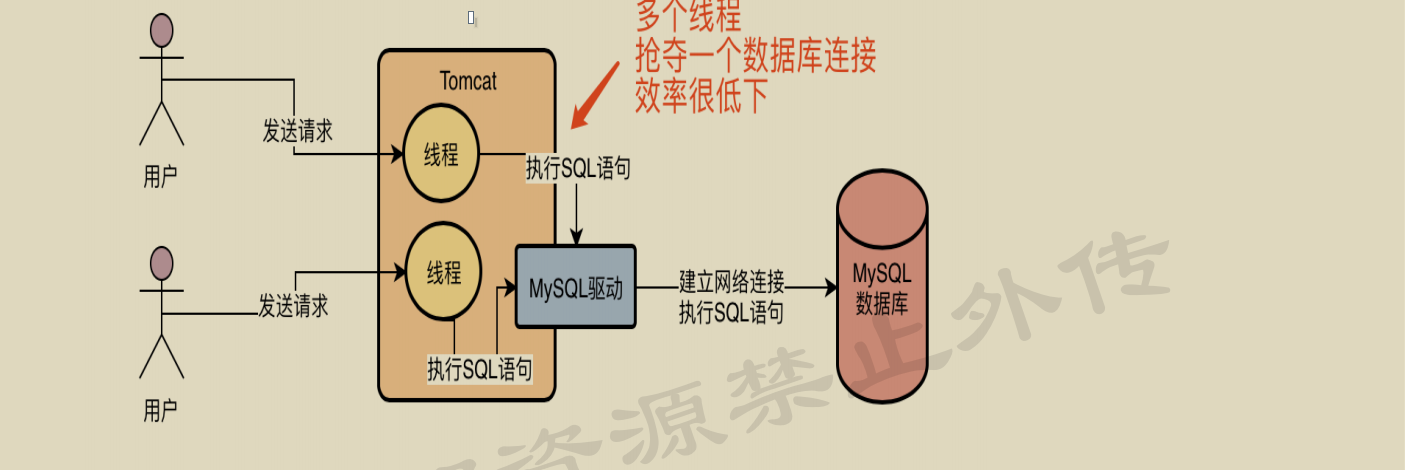 多个线程
抢夺一个数据库连接
效率很低下
Tomcat
发送请求
线程
用户
执行SQL语句
发送请求
线程
MySQL驱动
建立网络连接
执行SQL语句
MySQL
数据库
执行SQL语句
用户
资源禁止外传